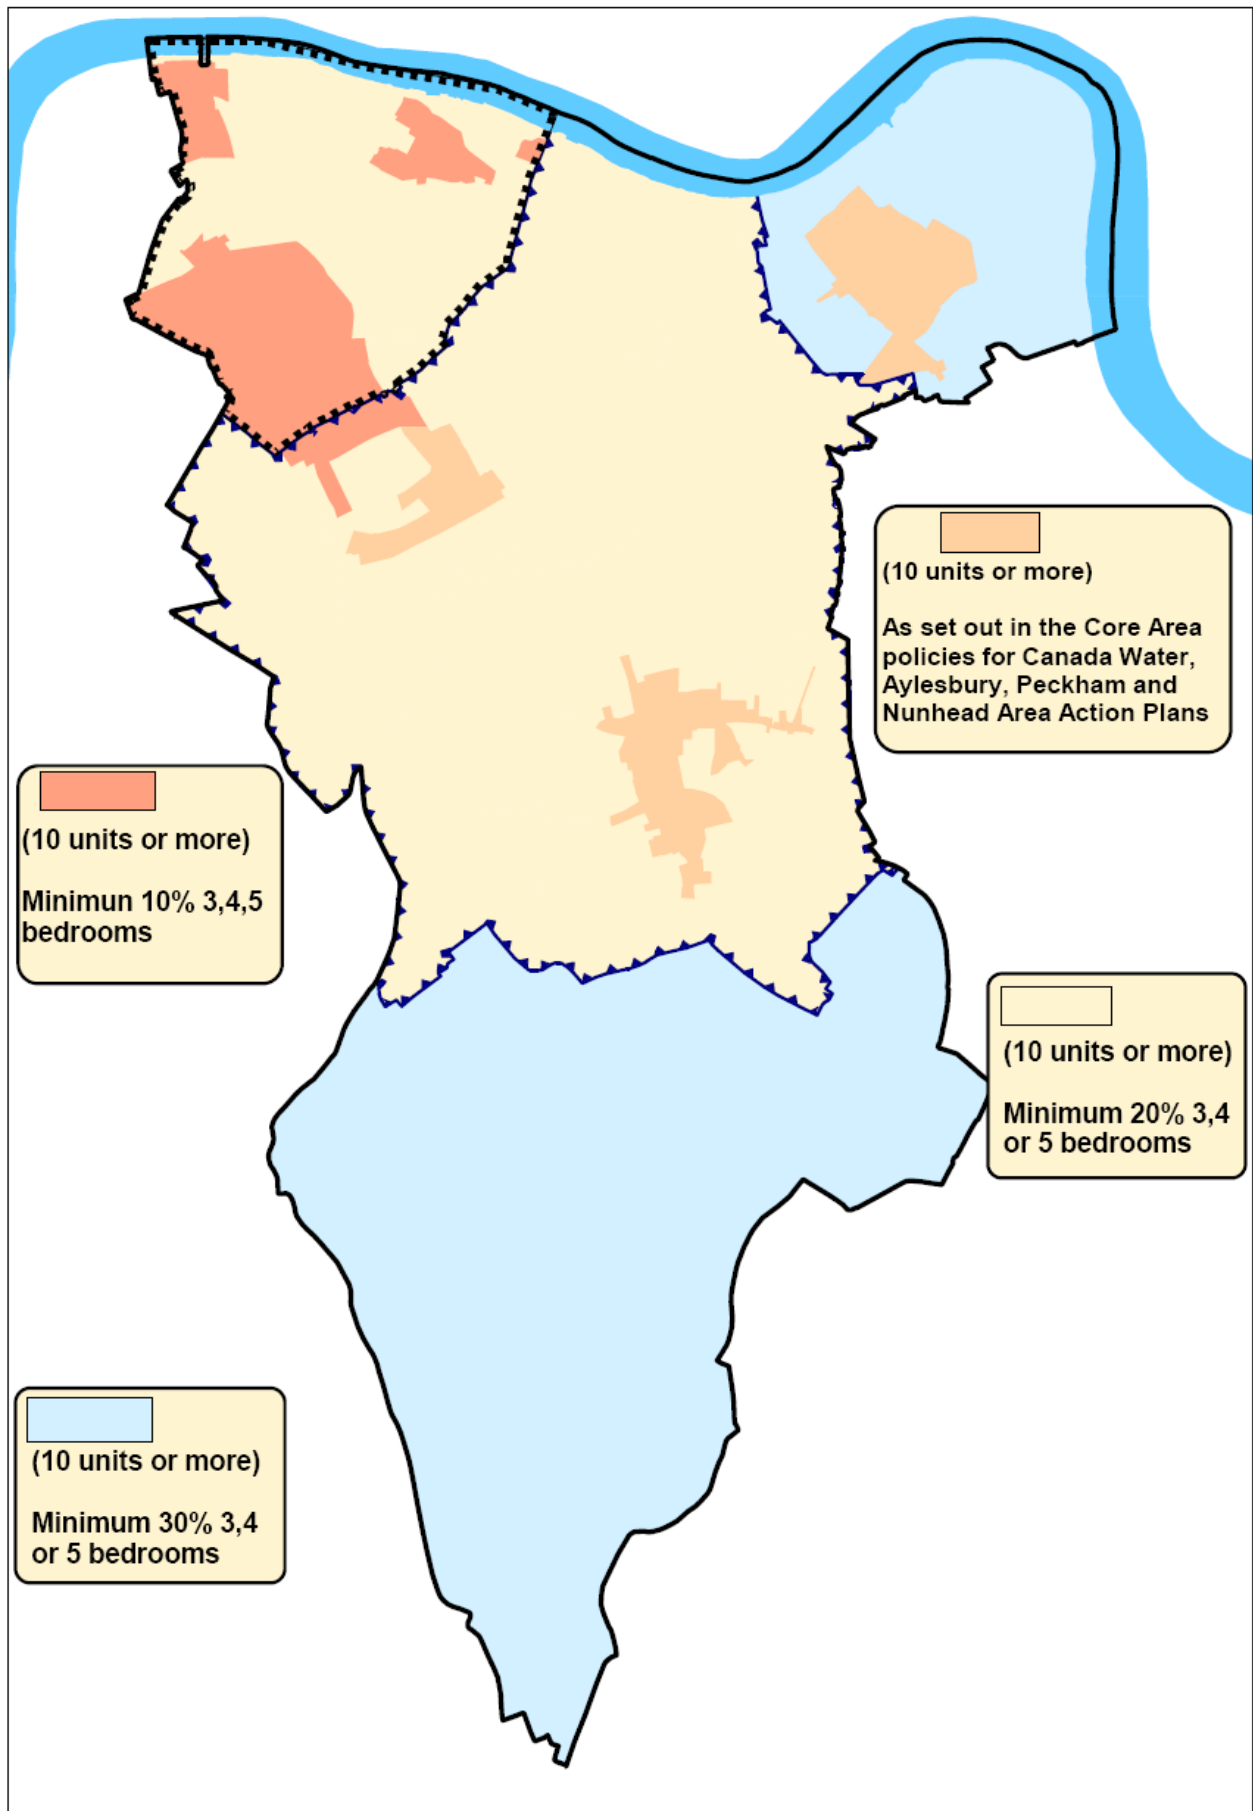 (10 units or more)
As set out in the Core Area
policies for Canada Water,
Aylesbury, Peckham and
Nunhead Area Action Plans
(10 units or more)
Minimun 10% 3,4,5
bedrooms
(10 units or more)
Minimum 20% 3,4
or 5 bedrooms
(10 units or more)
Minimum 30% 3,4
or 5 bedrooms